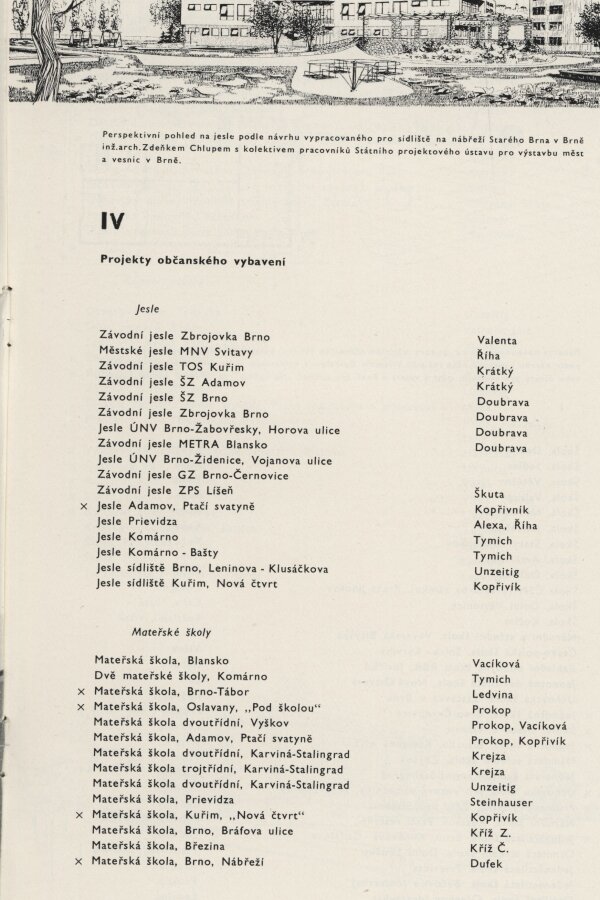 Perspektivní pohled na jesle podle návrhu vypracovaného pro sídliště na nábřeží Starého Brna v Brně
inž.arch.Zdeňkem Chlupem s kolektivem pracovníků Státního projektového ústavu pro výstavbu měst
a vesnic v Brně.
IV
Projekty občanského vybavení
Jesle
Závodní jesle Zbrojovka Brno Valenta
Městské jesle MNV Svitavy Říha
Závodní jesle TOS Kuřim Krátký
Závodní jesle ŠZ Adamov Krátký
Závodní jesle ŠZ Brno Doubrava
Závodní jesle Zbrojovka Brno Doubrava
Jesle ÚNV Brno-Žabovřesky, Horova ulice Doubrava
Závodní jesle METRA Blansko Doubrava
Jesle ÚNV Brno-Židenice, Vojanova ulice
Závodní jesle GZ Brno-Černovice
Závodní jesle ZPS Líšeň Škuta
× Jesle Adamov, Ptačí svatyně Kopřivník
Jesle Prievidza Alexa, Říha
Jesle Komárno Tymich
Jesle Komárno - Bašty Tymich
Jesle sídliště Brno, Leninova - Klusáčkova Unzeitig
Jesle sídliště Kuřim, Nová čtvrt Kopřivík
Mateřské školy
Mateřská škola, Blansko Vacíková
Dvě mateřské školy, Komárno Tymich
× Mateřská škola, Brno-Tábor Ledvina
× Mateřská škola, Oslavany, „Pod školou“ Prokop
Mateřská škola dvoutřídní, Vyškov Prokop, Vacíková
Mateřská škola, Adamov, Ptačí svatyně Prokop, Kopřivík
Mateřská škola dvoutřídní, Karviná-Stalingrad Krejza
Mateřská škola trojtřídní, Karviná-Stalingrad Krejza
Mateřská škola dvoutřídní, Karviná-Stalingrad Unzeitig
Mateřská škola, Prievidza Steinhauser
× Mateřská škola, Kuřim, „Nová čtvrt“ Kopřivík
Mateřská škola, Brno, Bráfova ulice Kříž Z.
Mateřská škola, Březina Kříž Č.
× Mateřská škola, Brno, Nábřeží Dufek